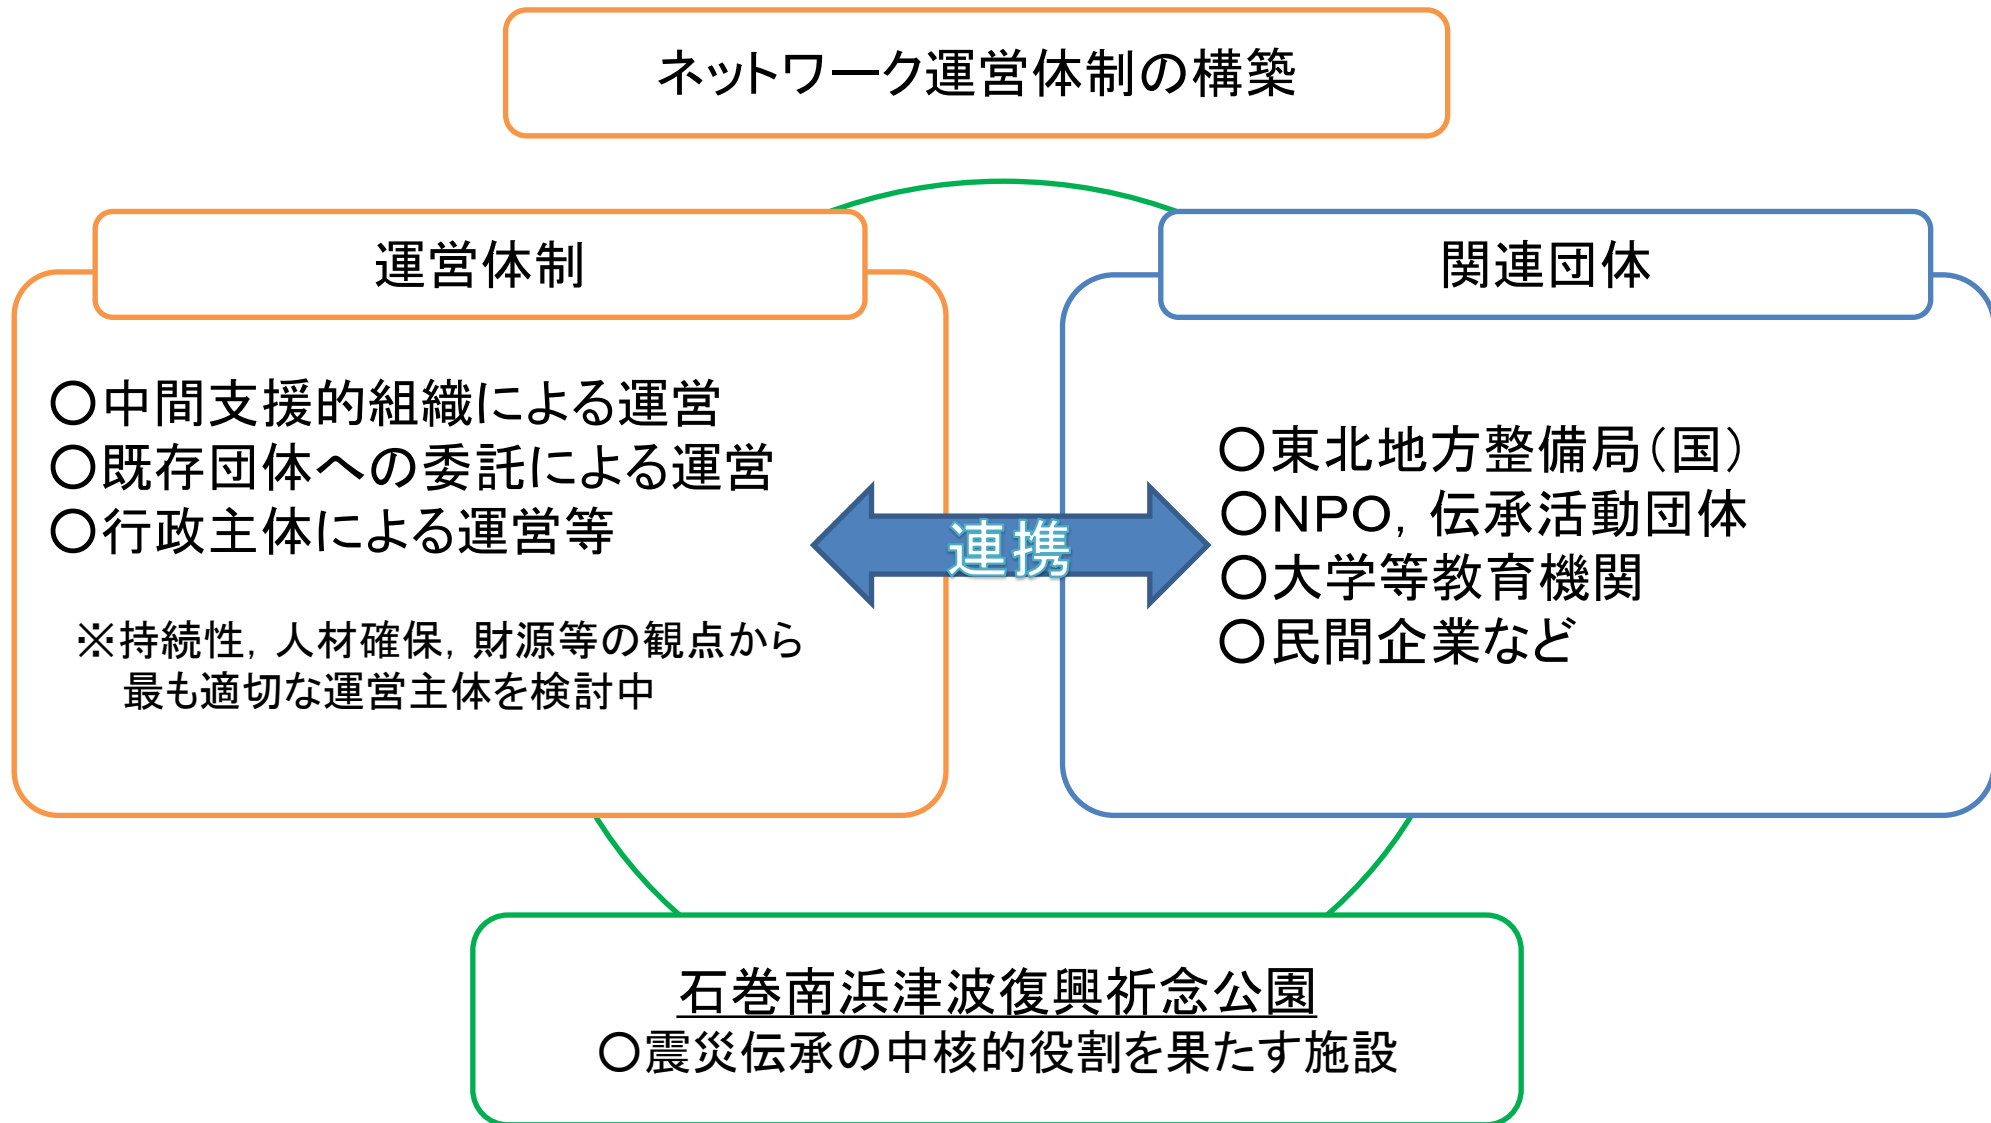 ネットワーク運営体制の構築
運営体制
〇中間支援的組織による運営
〇既存団体への委託による運営
〇行政主体による運営等
※持続性，人材確保，財源等の観点から
最も適切な運営主体を検討中
連携
関連団体
〇東北地方整備局（国）
〇NPO，伝承活動団体
〇大学等教育機関
〇民間企業など
石巻南浜津波復興祈念公園
〇震災伝承の中核的役割を果たす施設